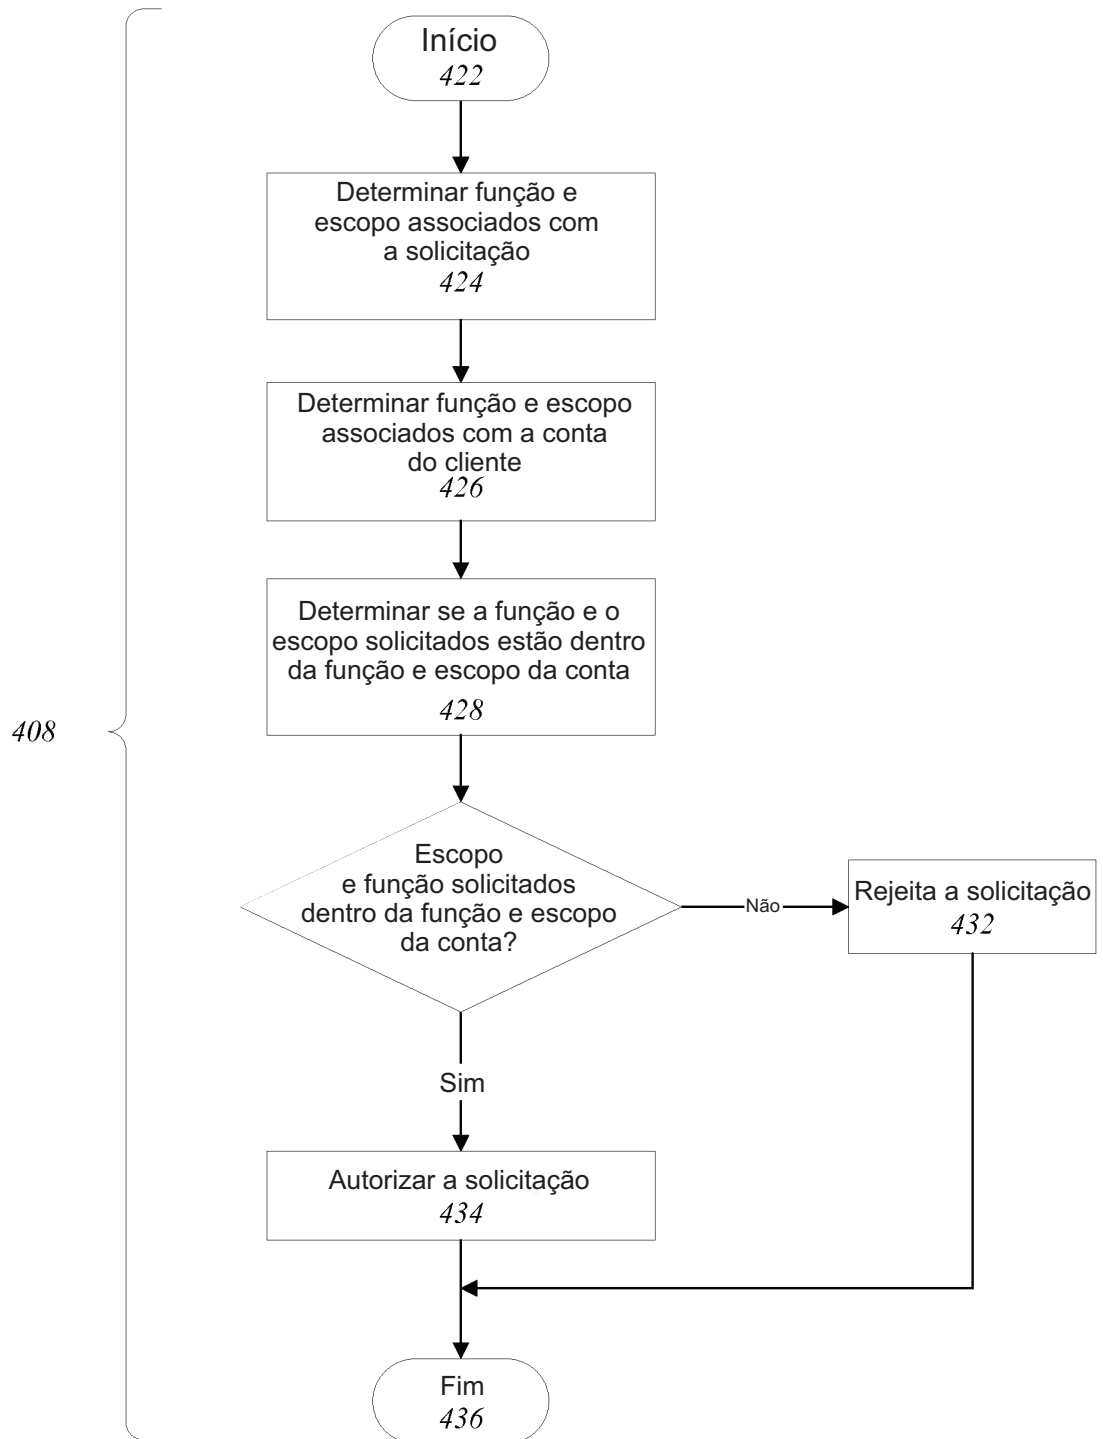 Início
422
Determinar função e
escopo associados com
a solicitação
424
Determinar função e escopo
associados com a conta
do cliente
426
Determinar se a função e o
escopo solicitados estão dentro
da função e escopo da conta
428
408
Escopo
e função solicitados
dentro da função e escopo
da conta?
Não
Rejeita a solicitação
432
Sim
Autorizar a solicitação
434
Fim
436